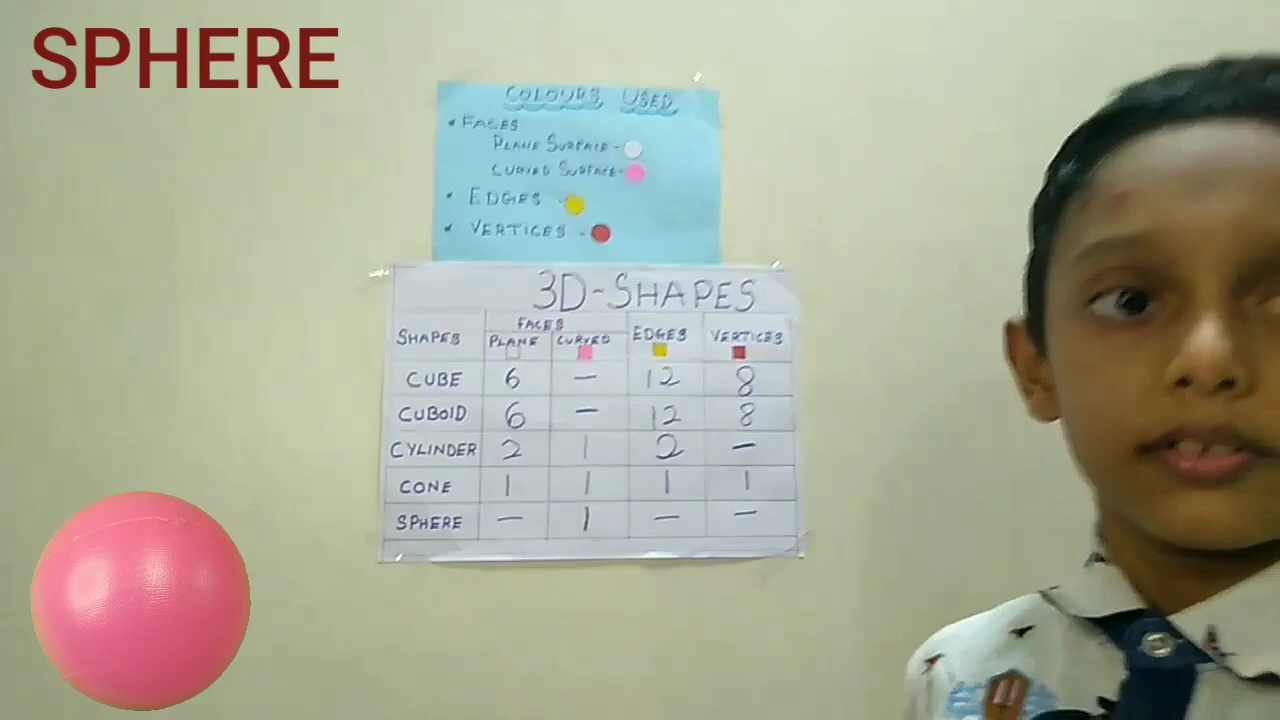 SPHERE
COLOURS USED
* FACES
PLANE SURFACE -
CURVED SURFACE -
* EDGES -
* VERTICES -
3D-SHAPES
SHAPES FACES EDGES VERTICES
PLANE CURVED
CUBE 6 — 12 8
CUBOID 6 — 12 8
CYLINDER 2 1 2 —
CONE 1 1 1 1
SPHERE — 1 — —